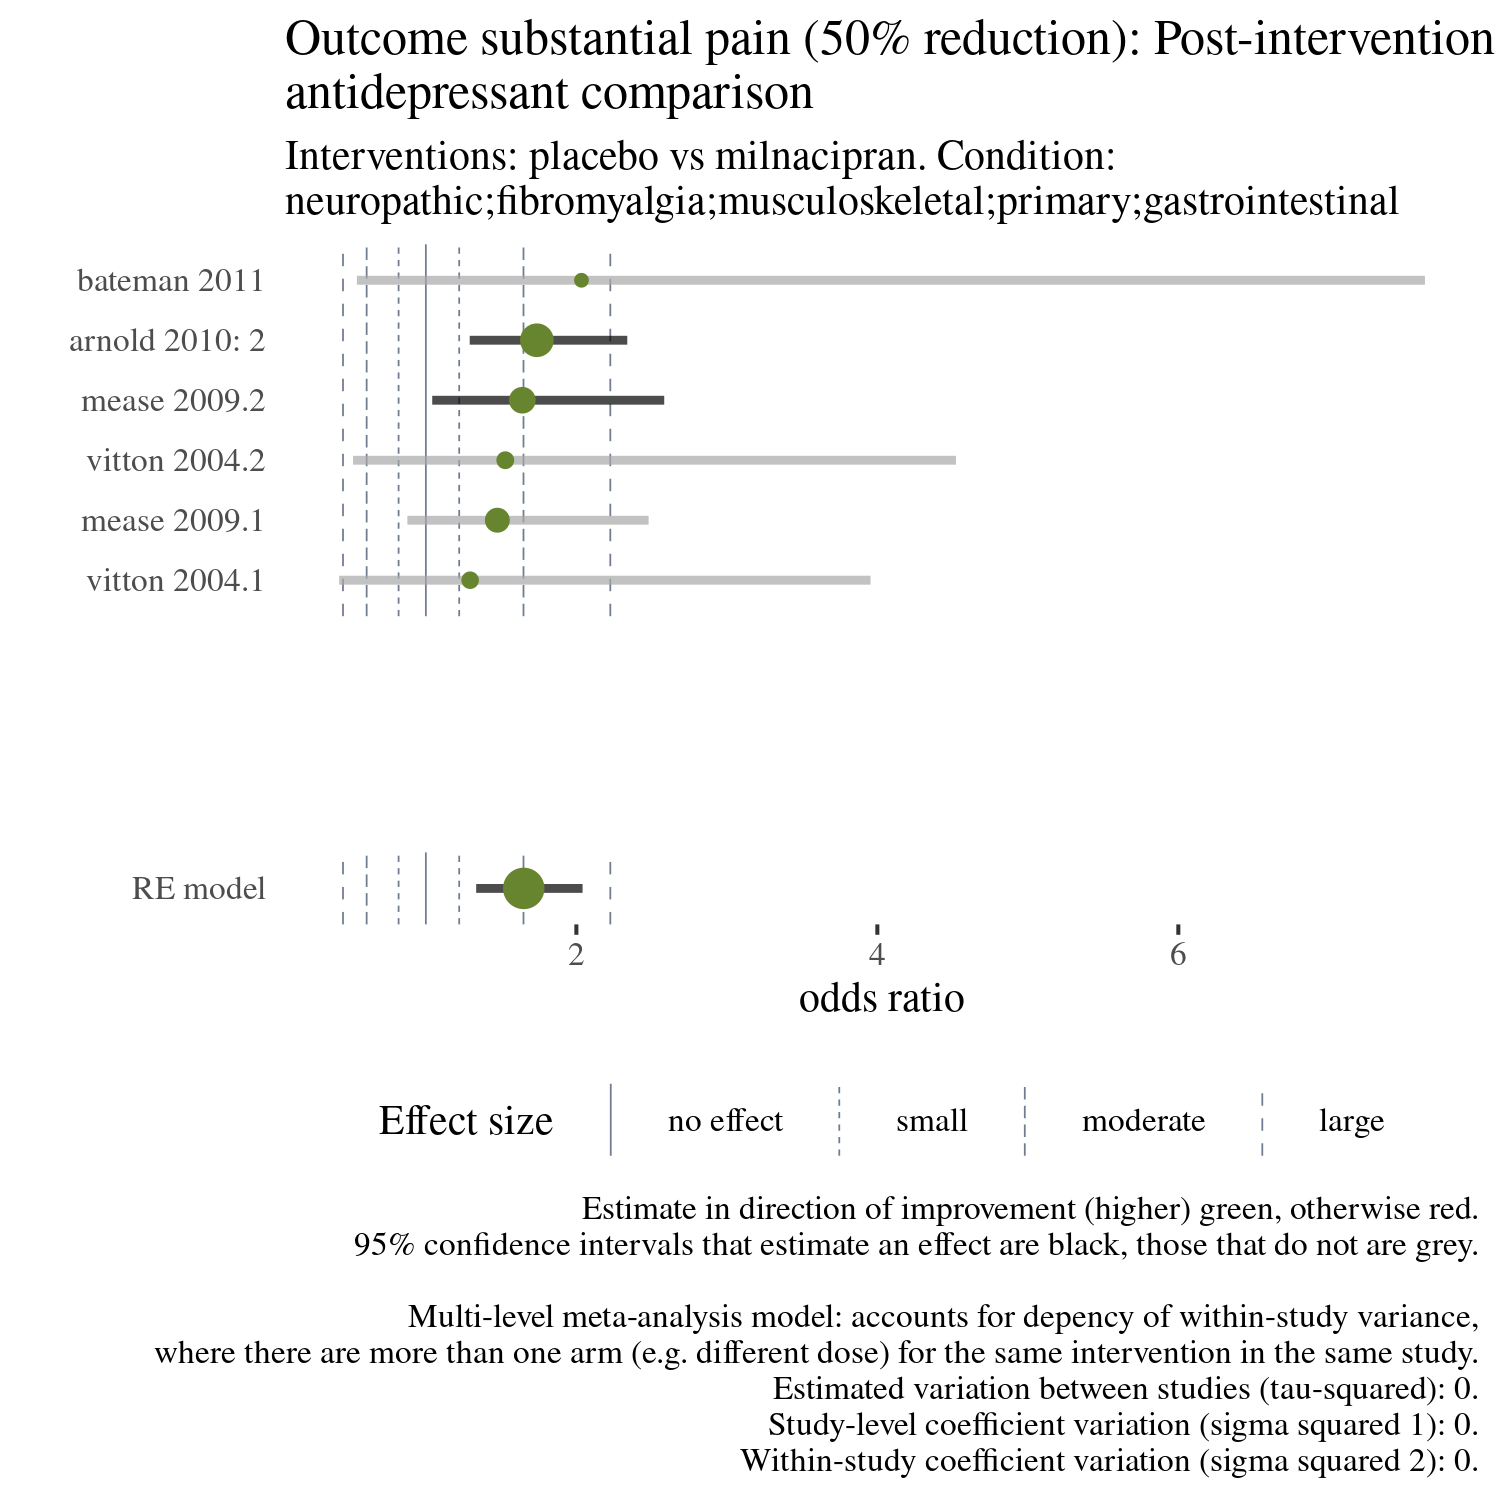 Outcome substantial pain (50% reduction): Post-intervention
antidepressant comparison
Interventions: placebo vs milnacipran. Condition:
neuropathic;fibromyalgia;musculoskeletal;primary;gastrointestinal
bateman 2011
arnold 2010: 2
mease 2009.2
vitton 2004.2
mease 2009.1
vitton 2004.1
RE model
2 4 6
odds ratio
Effect size no effect small moderate large
Estimate in direction of improvement (higher) green, otherwise red.
95% confidence intervals that estimate an effect are black, those that do not are grey.
Multi-level meta-analysis model: accounts for depency of within-study variance,
where there are more than one arm (e.g. different dose) for the same intervention in the same study.
Estimated variation between studies (tau-squared): 0.
Study-level coefficient variation (sigma squared 1): 0.
Within-study coefficient variation (sigma squared 2): 0.